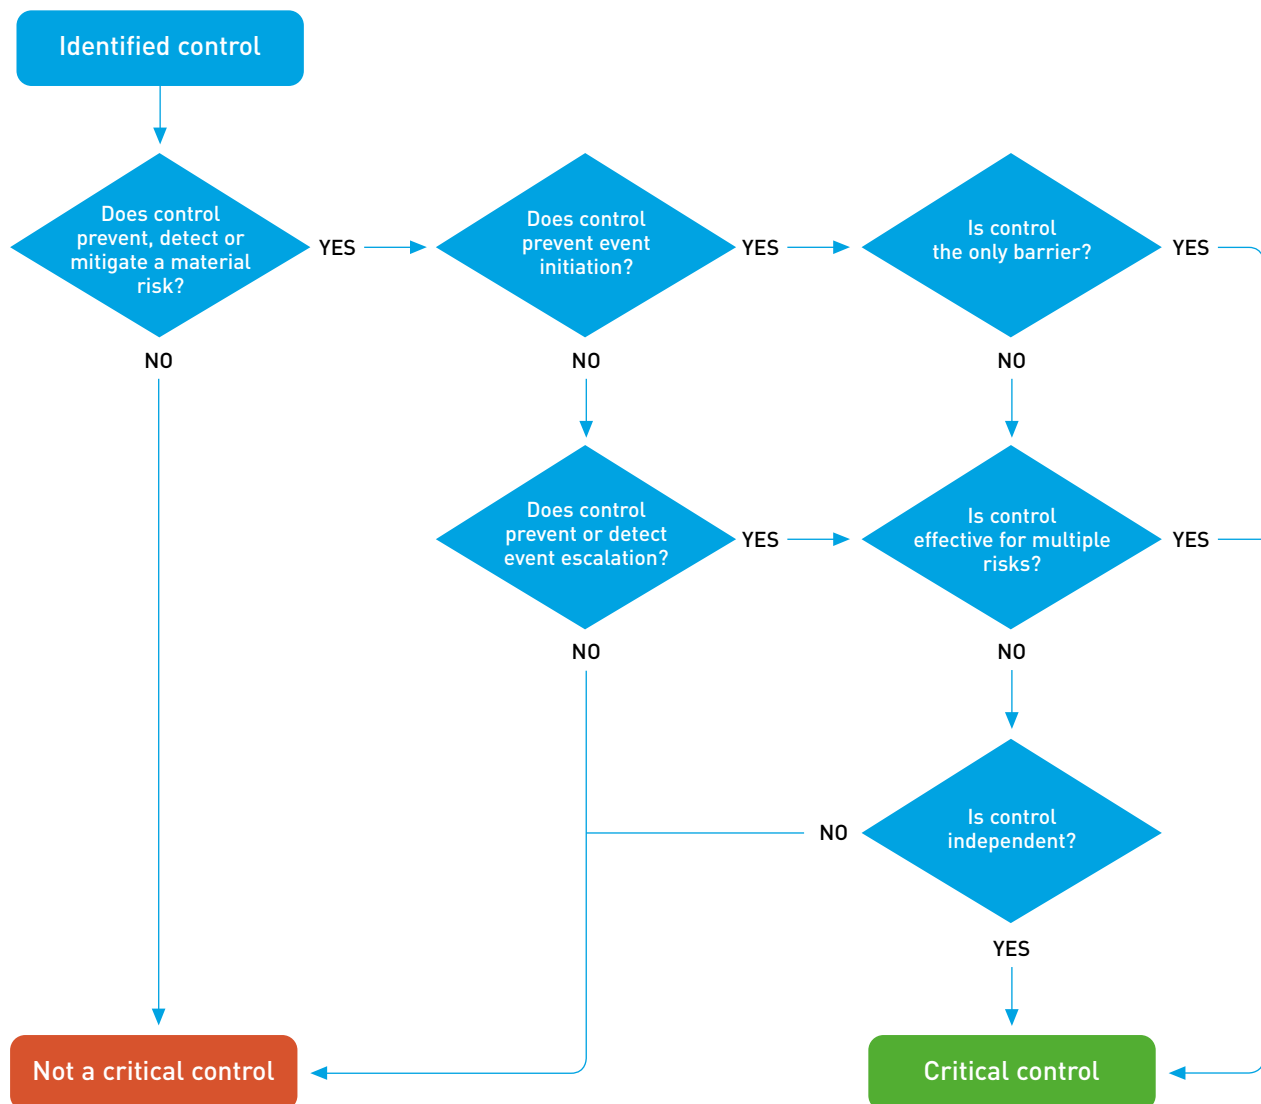 Identified control
Does control
prevent, detect or
mitigate a material
risk?
YES
Does control
prevent event
initiation?
YES
Is control
the only barrier?
YES
NO
NO
NO
Does control
prevent or detect
event escalation?
YES
Is control
effective for multiple
risks?
YES
NO
NO
Is control
independent?
NO
YES
Not a critical control
Critical control